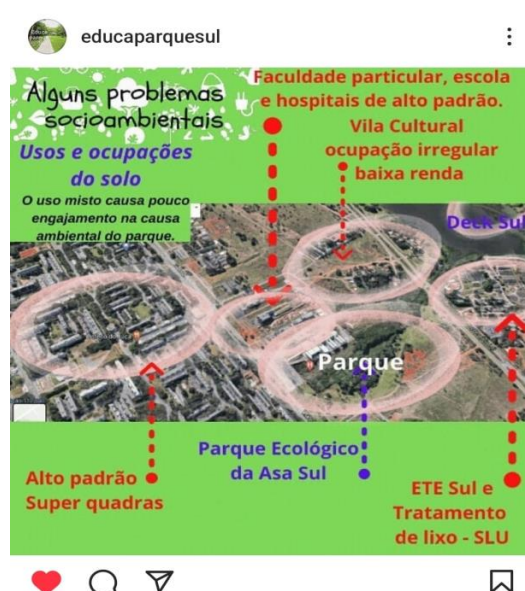 educaparquesul
Alguns problemas
socioambientais
Usos e ocupações
do solo
O uso misto causa pouco
engajamento na causa
ambiental do parque.
Faculdade particular, escola
e hospitais de alto padrão.
Vila Cultural
ocupação irregular
baixa renda
Deck Sul
Parque
Parque Ecológico
da Asa Sul
Alto padrão
Super quadras
ETE Sul e
Tratamento
de lixo - SLU